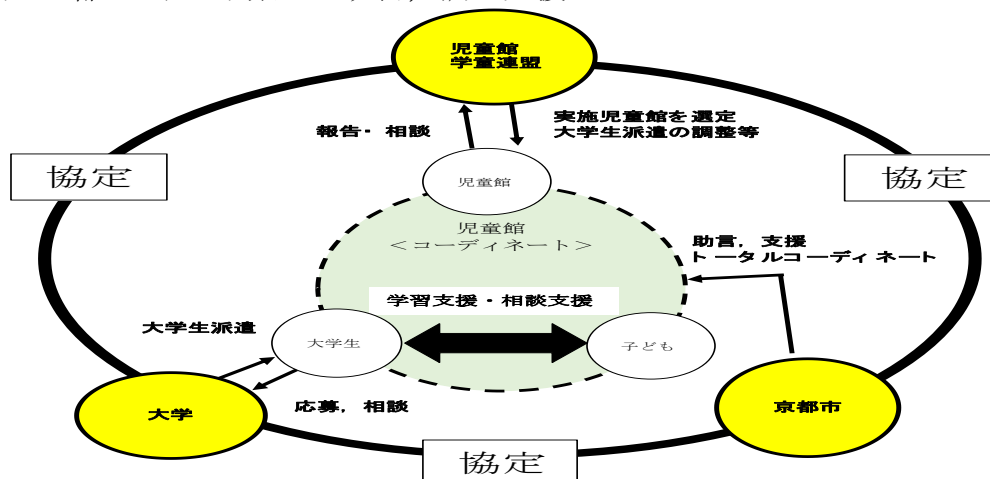 児童館
学童連盟
報告・相談
実施児童館を選定
大学生派遣の調整等
協定
協定
児童館
児童館
＜コーディネート＞
助言，支援
トータルコーディネート
学習支援・相談支援
大学生派遣
大学生
子ども
大学
応募，相談
京都市
協定